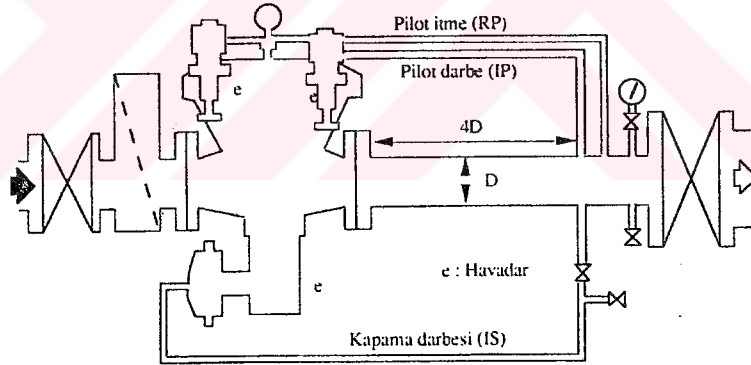 Pilot itme (RP)
e
e
Pilot darbe (IP)
4D
D
e
e : Havadar
Kapama darbesi (IS)